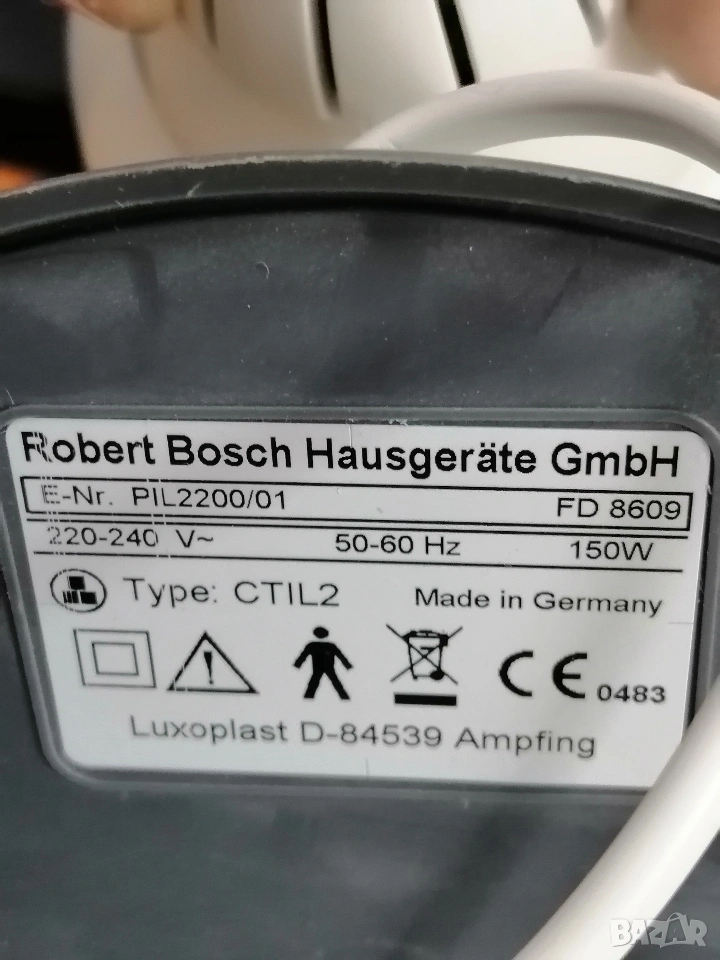 Robert Bosch Hausgeräte GmbH
E-Nr. PIL2200/01 FD 8609
220-240 V~ 50-60 Hz 150W
Type: CTIL2 Made in Germany
CE 0483
Luxoplast D-84539 Ampfing
BAZAR